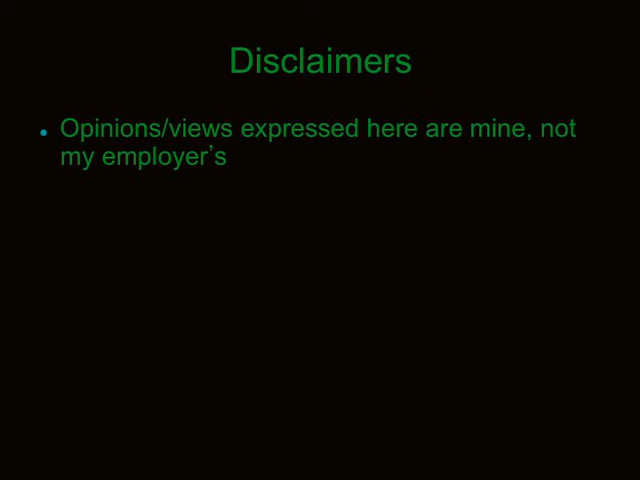 Disclaimers
Opinions/views expressed here are mine, not
my employer’s